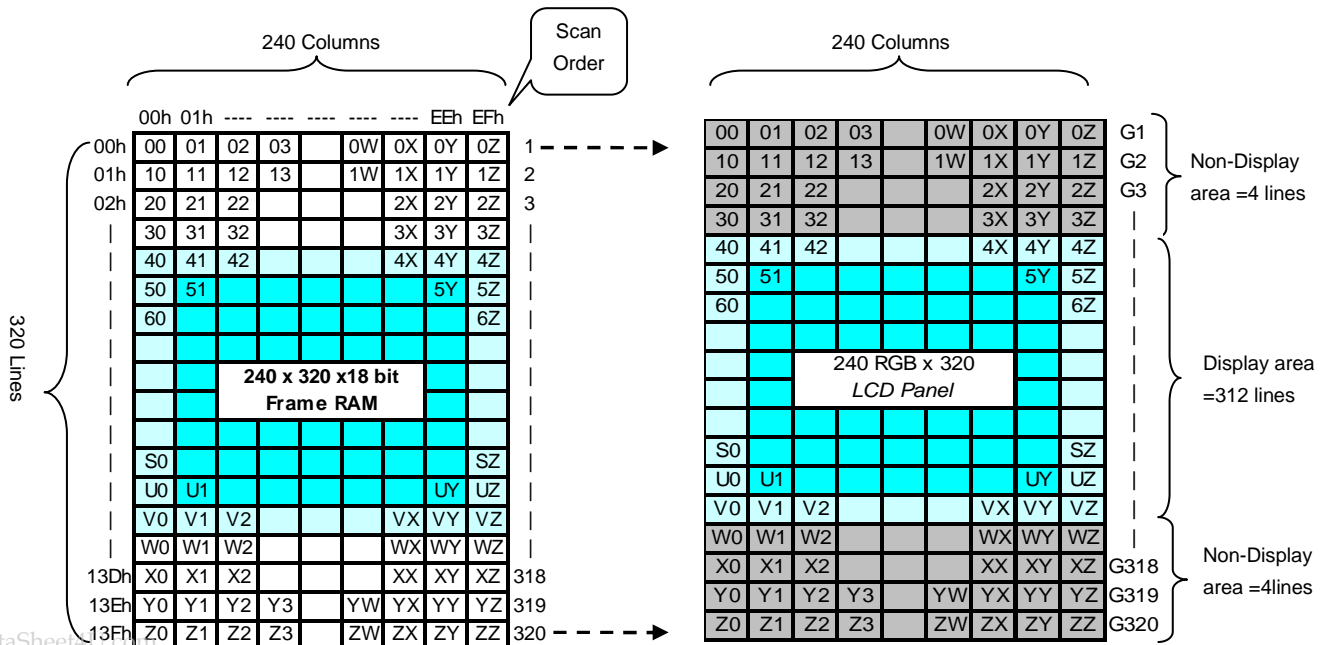 Scan
Order
240 Columns
240 Columns
00h 01h ---- ---- ---- ---- ---- EEh EFh
00h 00 01 02 03 0W 0X 0Y 0Z 1
01h 10 11 12 13 1W 1X 1Y 1Z 2
02h 20 21 22 2X 2Y 2Z 3
30 31 32 3X 3Y 3Z
40 41 42 4X 4Y 4Z
50 51 5Y 5Z
60 6Z
240 x 320 x18 bit
Frame RAM
S0 SZ
U0 U1 UY UZ
V0 V1 V2 VX VY VZ
W0 W1 W2 WX WY WZ
13Dh X0 X1 X2 XX XY XZ 318
13Eh Y0 Y1 Y2 Y3 YW YX YY YZ 319
13Fh Z0 Z1 Z2 Z3 ZW ZX ZY ZZ 320
320 Lines
00 01 02 03 0W 0X 0Y 0Z G1
10 11 12 13 1W 1X 1Y 1Z G2
20 21 22 2X 2Y 2Z G3
30 31 32 3X 3Y 3Z
40 41 42 4X 4Y 4Z
50 51 5Y 5Z
60 6Z
240 RGB x 320
LCD Panel
S0 SZ
U0 U1 UY UZ
V0 V1 V2 VX VY VZ
W0 W1 W2 WX WY WZ
X0 X1 X2 XX XY XZ G318
Y0 Y1 Y2 Y3 YW YX YY YZ G319
Z0 Z1 Z2 Z3 ZW ZX ZY ZZ G320
Non-Display
area =4 lines
Display area
=312 lines
Non-Display
area =4lines